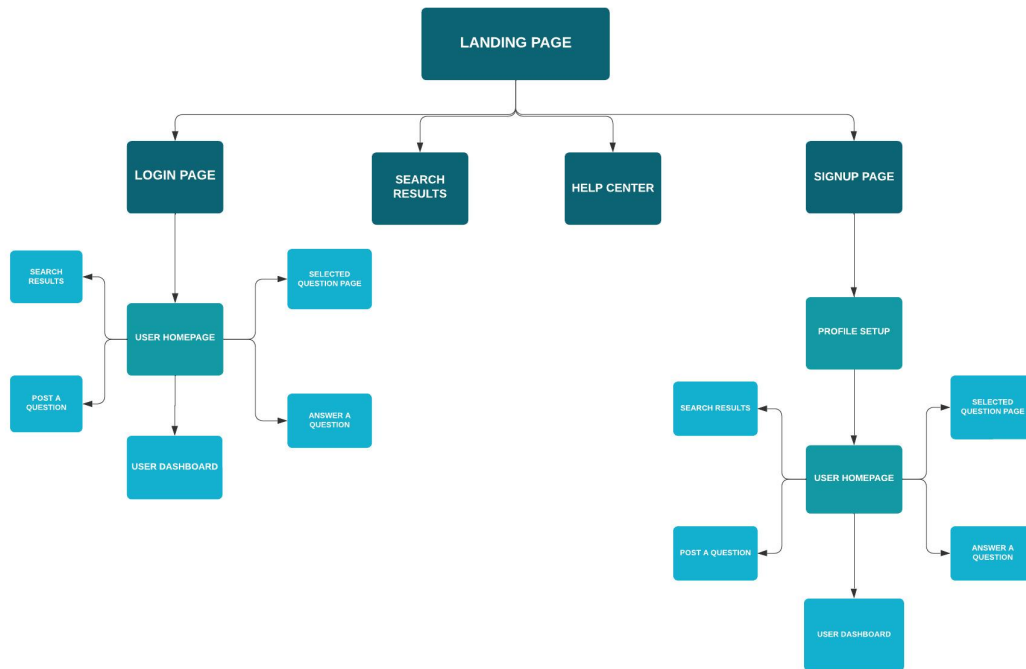 LANDING PAGE
LOGIN PAGE
SEARCH
RESULTS
HELP CENTER
SIGNUP PAGE
SEARCH
RESULTS
SELECTED
QUESTION PAGE
USER HOMEPAGE
PROFILE SETUP
POST A
QUESTION
ANSWER A
QUESTION
USER DASHBOARD
SEARCH RESULTS
SELECTED
QUESTION PAGE
USER HOMEPAGE
POST A QUESTION
ANSWER A
QUESTION
USER DASHBOARD